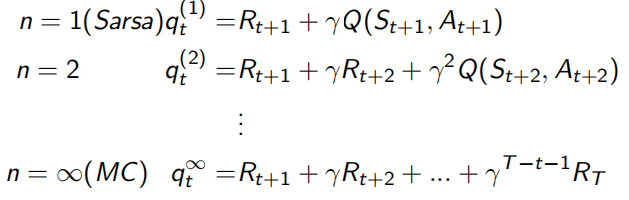 n = 1(Sarsa)q_t^{(1)} =R_{t+1} + γQ(S_{t+1}, A_{t+1})
n = 2 q_t^{(2)} =R_{t+1} + γR_{t+2} + γ^2 Q(S_{t+2}, A_{t+2})
⋮
n = ∞(MC) q_t^∞ =R_{t+1} + γR_{t+2} + ... + γ^{T−t−1}R_T